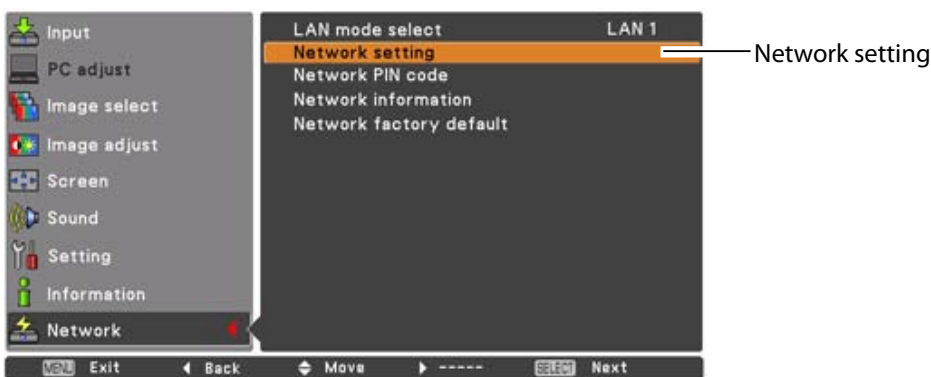 Input
PC adjust
Image select
Image adjust
Screen
Sound
Setting
Information
Network
LAN mode select LAN 1
Network setting
Network PIN code
Network information
Network factory default
Network setting
MENU Exit Back Move ----- SELECT Next